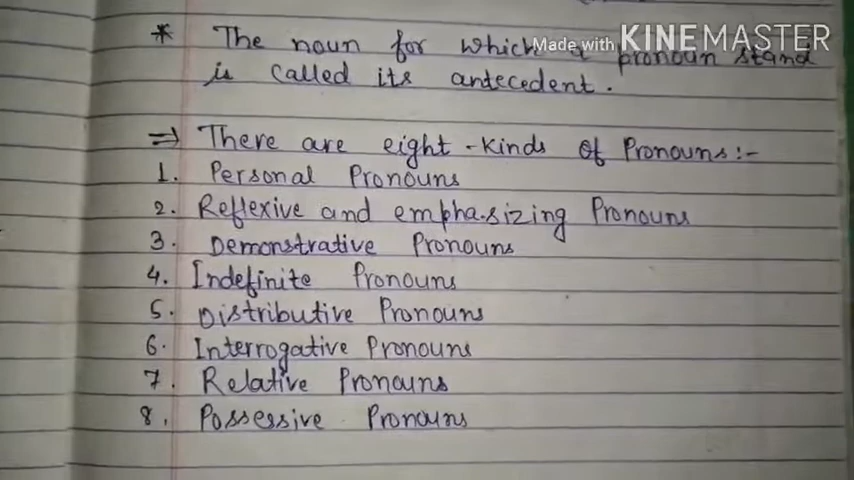 * The noun for which a pronoun stand
is called its antecedent.
Made with KINEMASTER
⇒ There are eight-kinds of Pronouns:-
1. Personal Pronouns
2. Reflexive and emphasizing Pronouns
3. Demonstrative Pronouns
4. Indefinite Pronouns
5. Distributive Pronouns
6. Interrogative Pronouns
7. Relative Pronouns
8. Possessive Pronouns